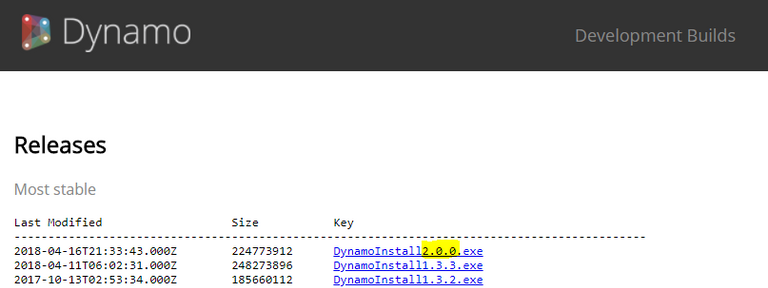 Dynamo
Development Builds
Releases
Most stable
Last Modified Size Key
----------------------------------------------------------------------------------------------------
2018-04-16T21:33:43.000Z 224773912 DynamoInstall2.0.0.exe
2018-04-11T06:02:31.000Z 248273896 DynamoInstall1.3.3.exe
2017-10-13T02:53:34.000Z 185660112 DynamoInstall1.3.2.exe